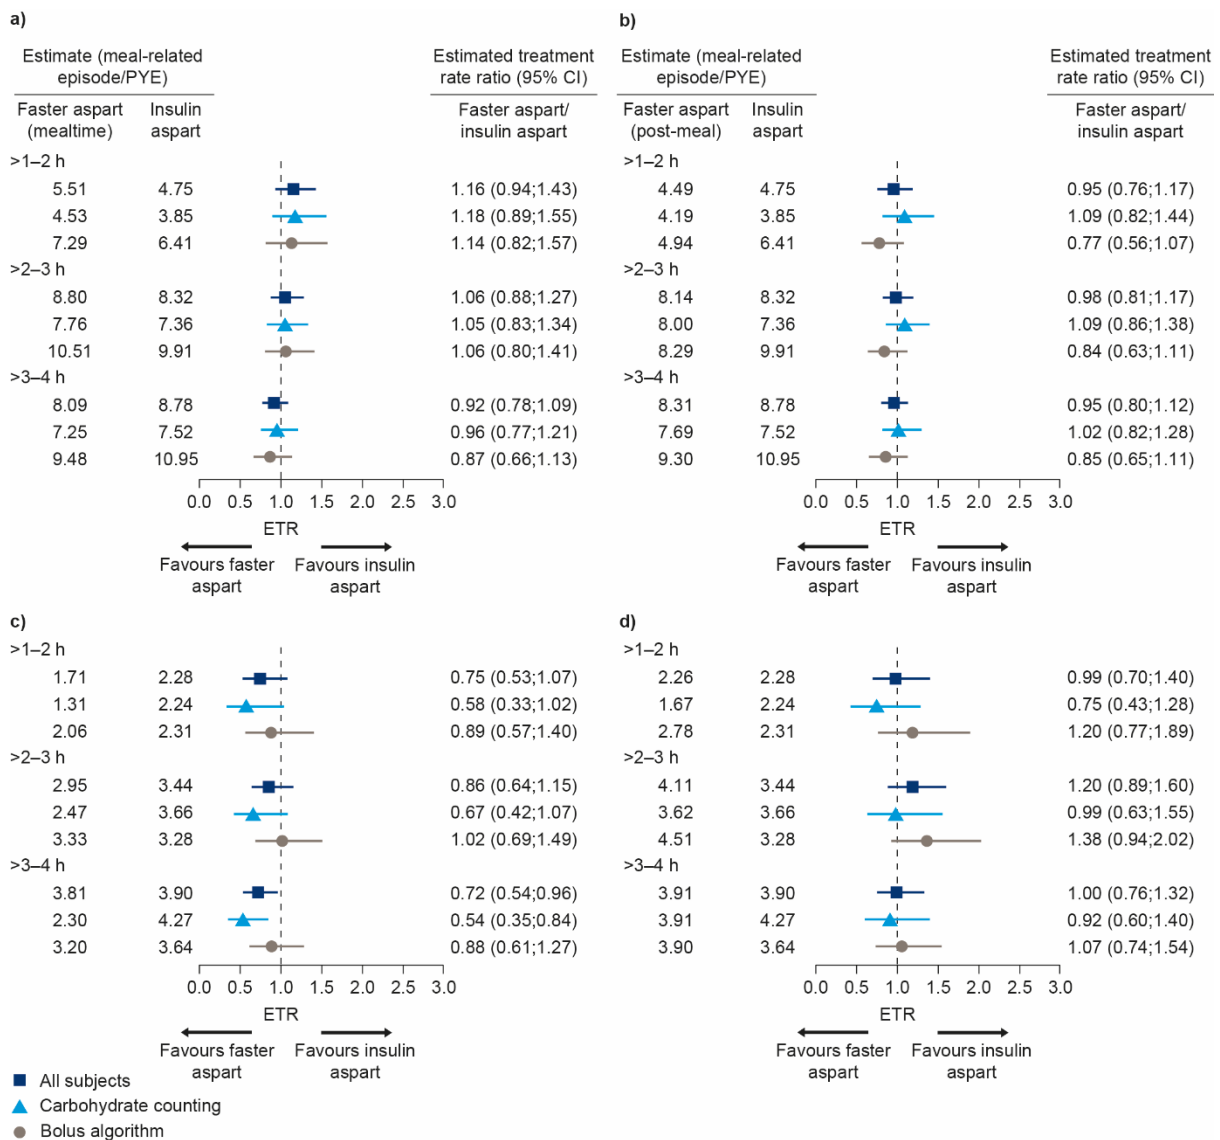 a)
Estimate (meal-related
episode/PYE)
Estimated treatment
rate ratio (95% CI)
Faster aspart
(mealtime)
Insulin
aspart
Faster aspart/
insulin aspart
>1–2 h
5.51 4.75 1.16 (0.94;1.43)
4.53 3.85 1.18 (0.89;1.55)
7.29 6.41 1.14 (0.82;1.57)
>2–3 h
8.80 8.32 1.06 (0.88;1.27)
7.76 7.36 1.05 (0.83;1.34)
10.51 9.91 1.06 (0.80;1.41)
>3–4 h
8.09 8.78 0.92 (0.78;1.09)
7.25 7.52 0.96 (0.77;1.21)
9.48 10.95 0.87 (0.66;1.13)
0.0 0.5 1.0 1.5 2.0 2.5 3.0
ETR
Favours faster
aspart
Favours insulin
aspart
b)
Estimate (meal-related
episode/PYE)
Estimated treatment
rate ratio (95% CI)
Faster aspart
(post-meal)
Insulin
aspart
Faster aspart/
insulin aspart
>1–2 h
4.49 4.75 0.95 (0.76;1.17)
4.19 3.85 1.09 (0.82;1.44)
4.94 6.41 0.77 (0.56;1.07)
>2–3 h
8.14 8.32 0.98 (0.81;1.17)
8.00 7.36 1.09 (0.86;1.38)
8.29 9.91 0.84 (0.63;1.11)
>3–4 h
8.31 8.78 0.95 (0.80;1.12)
7.69 7.52 1.02 (0.82;1.28)
9.30 10.95 0.85 (0.65;1.11)
0.0 0.5 1.0 1.5 2.0 2.5 3.0
ETR
Favours faster
aspart
Favours insulin
aspart
c)
>1–2 h
1.71 2.28 0.75 (0.53;1.07)
1.31 2.24 0.58 (0.33;1.02)
2.06 2.31 0.89 (0.57;1.40)
>2–3 h
2.95 3.44 0.86 (0.64;1.15)
2.47 3.66 0.67 (0.42;1.07)
3.33 3.28 1.02 (0.69;1.49)
>3–4 h
3.81 3.90 0.72 (0.54;0.96)
2.30 4.27 0.54 (0.35;0.84)
3.20 3.64 0.88 (0.61;1.27)
0.0 0.5 1.0 1.5 2.0 2.5 3.0
ETR
Favours faster
aspart
Favours insulin
aspart
d)
>1–2 h
2.26 2.28 0.99 (0.70;1.40)
1.67 2.24 0.75 (0.43;1.28)
2.78 2.31 1.20 (0.77;1.89)
>2–3 h
4.11 3.44 1.20 (0.89;1.60)
3.62 3.66 0.99 (0.63;1.55)
4.51 3.28 1.38 (0.94;2.02)
>3–4 h
3.91 3.90 1.00 (0.76;1.32)
3.91 4.27 0.92 (0.60;1.40)
3.90 3.64 1.07 (0.74;1.54)
0.0 0.5 1.0 1.5 2.0 2.5 3.0
ETR
Favours faster
aspart
Favours insulin
aspart
All subjects
Carbohydrate counting
Bolus algorithm